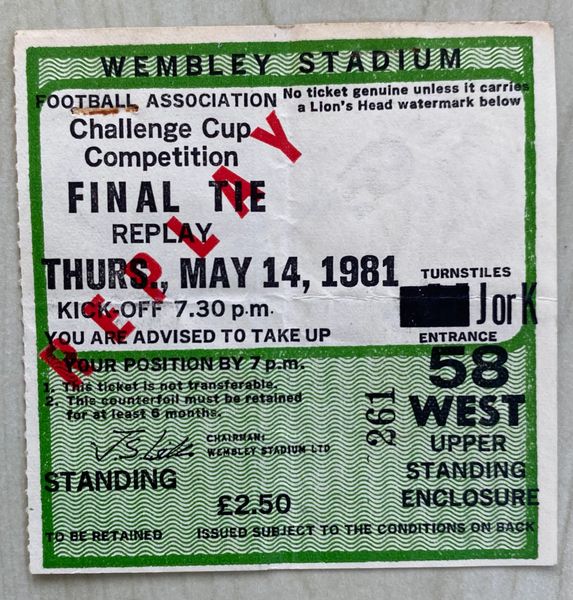 WEMBLEY STADIUM
FOOTBALL ASSOCIATION
No ticket genuine unless it carries
a Lion's Head watermark below
Challenge Cup
Competition
FINAL TIE
REPLAY
REPLAY
THURS., MAY 14, 1981
KICK-OFF 7.30 p.m.
YOU ARE ADVISED TO TAKE UP
YOUR POSITION BY 7 p.m.
TURNSTILES
J or K
ENTRANCE
58
WEST
UPPER
STANDING
ENCLOSURE
1. This ticket is not transferable.
2. This counterfoil must be retained
for at least 6 months.
261
CHAIRMAN:
WEMBLEY STADIUM LTD
STANDING
£2.50
TO BE RETAINED
ISSUED SUBJECT TO THE CONDITIONS ON BACK